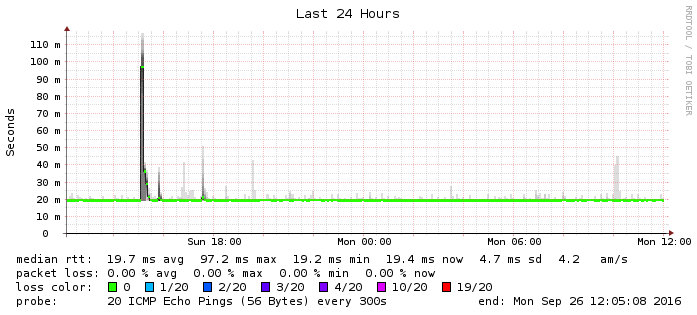 Last 24 Hours
RRDTOOL / TOBI OETIKER
Seconds
110 m
100 m
90 m
80 m
70 m
60 m
50 m
40 m
30 m
20 m
10 m
0
Sun 18:00 Mon 00:00 Mon 06:00 Mon 12:00
median rtt: 19.7 ms avg 97.2 ms max 19.2 ms min 19.4 ms now 4.7 ms sd 4.2 am/s
packet loss: 0.00 % avg 0.00 % max 0.00 % min 0.00 % now
loss color: 0 1/20 2/20 3/20 4/20 10/20 19/20
probe: 20 ICMP Echo Pings (56 Bytes) every 300s end: Mon Sep 26 12:05:08 2016